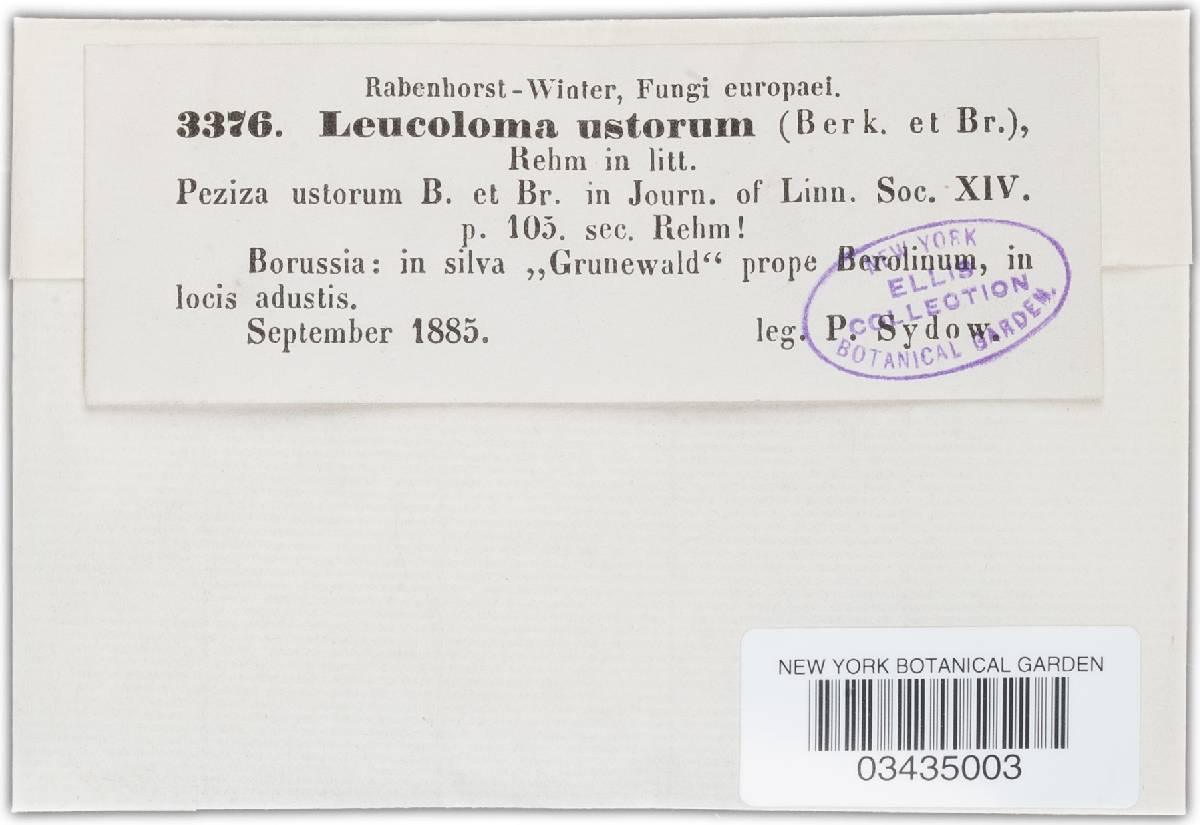 Rabenhorst-Winter, Fungi europaei.
3376. Leucoloma ustorum (Berk. et Br.),
Rehm in litt.
Peziza ustorum B. et Br. in Journ. of Linn. Soc. XIV.
p. 105. sec. Rehm!
Borussia: in silva „Grunewald“ prope Berolinum, in
locis adustis.
September 1885. leg. P. Sydow.
NEW YORK
ELLIS
COLLECTION
BOTANICAL GARDEN.
NEW YORK BOTANICAL GARDEN
03435003